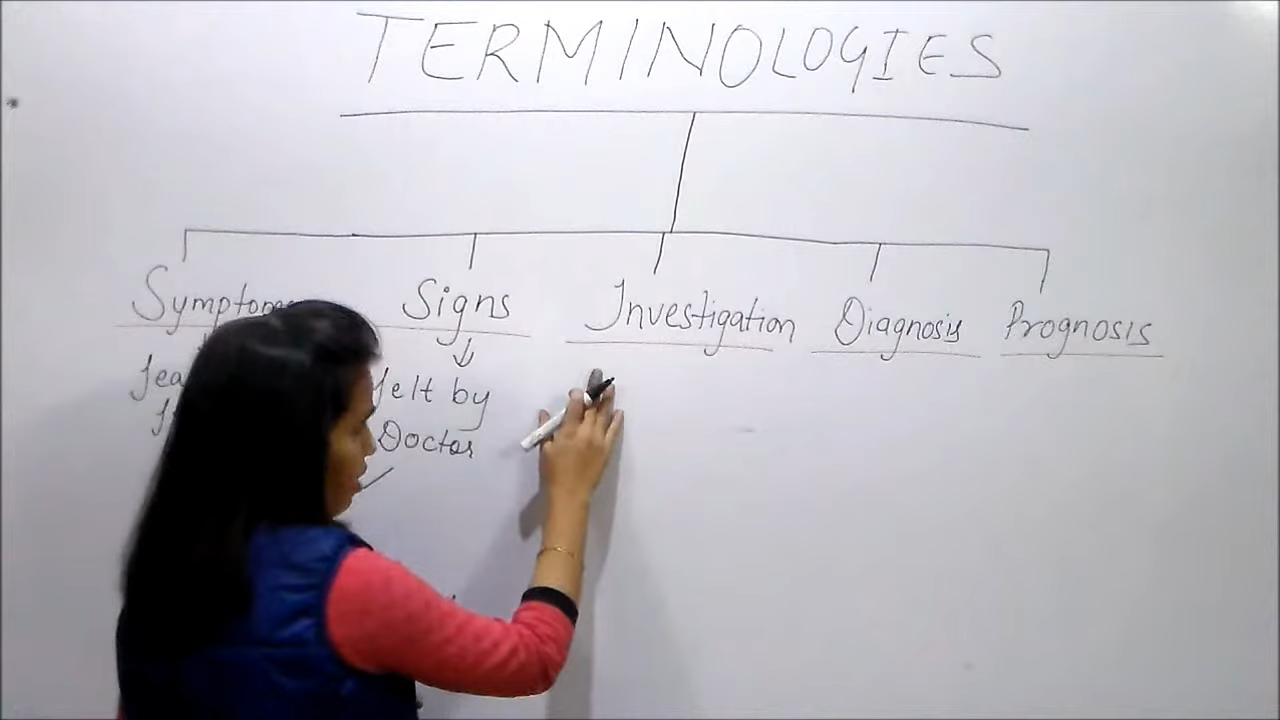 TERMINOLOGIES
Symptoms Signs Investigation Diagnosis Prognosis
felt by
Doctor